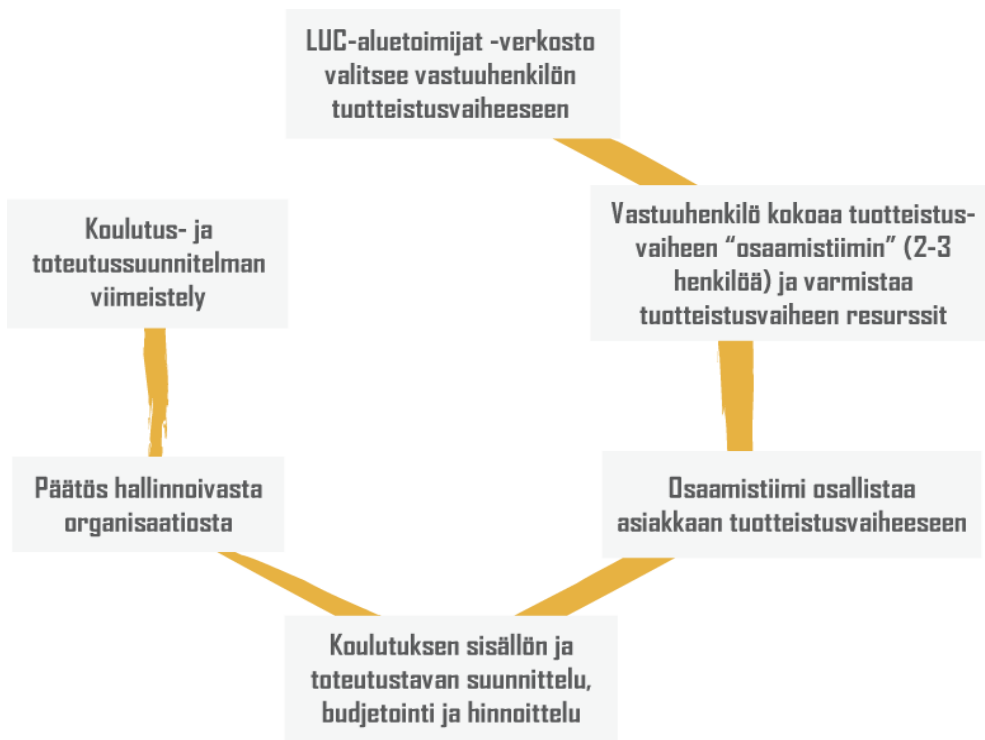 LUC-aluetoimijat -verkosto
valitsee vastuuhenkilön
tuotteistusvaiheeseen
Vastuuhenkilö kokoaa tuotteistus-
vaiheen “osaamistiimin” (2-3
henkilöä) ja varmistaa
tuotteistusvaiheen resurssit
Osaamistiimi osallistaa
asiakkaan tuotteistusvaiheeseen
Koulutuksen sisällön ja
toteutustavan suunnittelu,
budjetointi ja hinnoittelu
Päätös hallinnoivasta
organisaatiosta
Koulutus- ja
toteutussuunnitelman
viimeistely